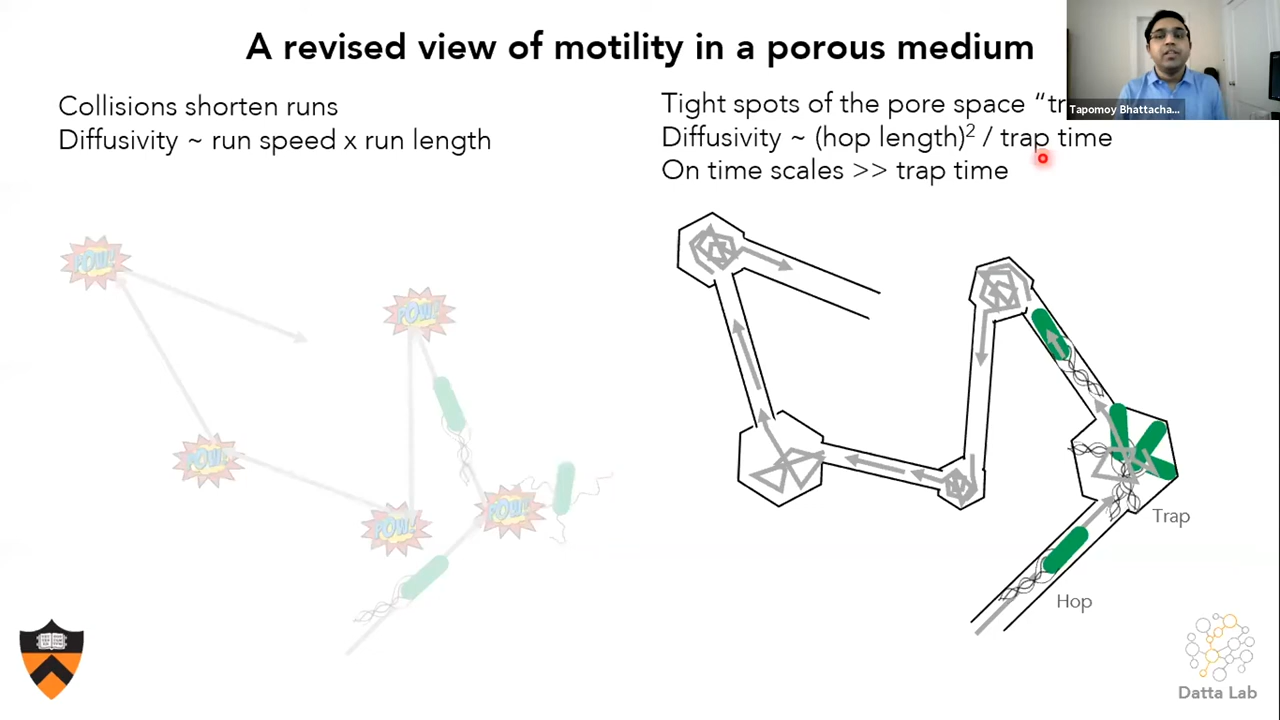 A revised view of motility in a porous medium
Collisions shorten runs
Diffusivity ~ run speed x run length
Tight spots of the pore space “tr
Diffusivity ~ (hop length)² / trap time
On time scales >> trap time
Tapomoy Bhattacha...
POW!
POW!
POW!
POW!
POW!
Trap
Hop
Datta Lab